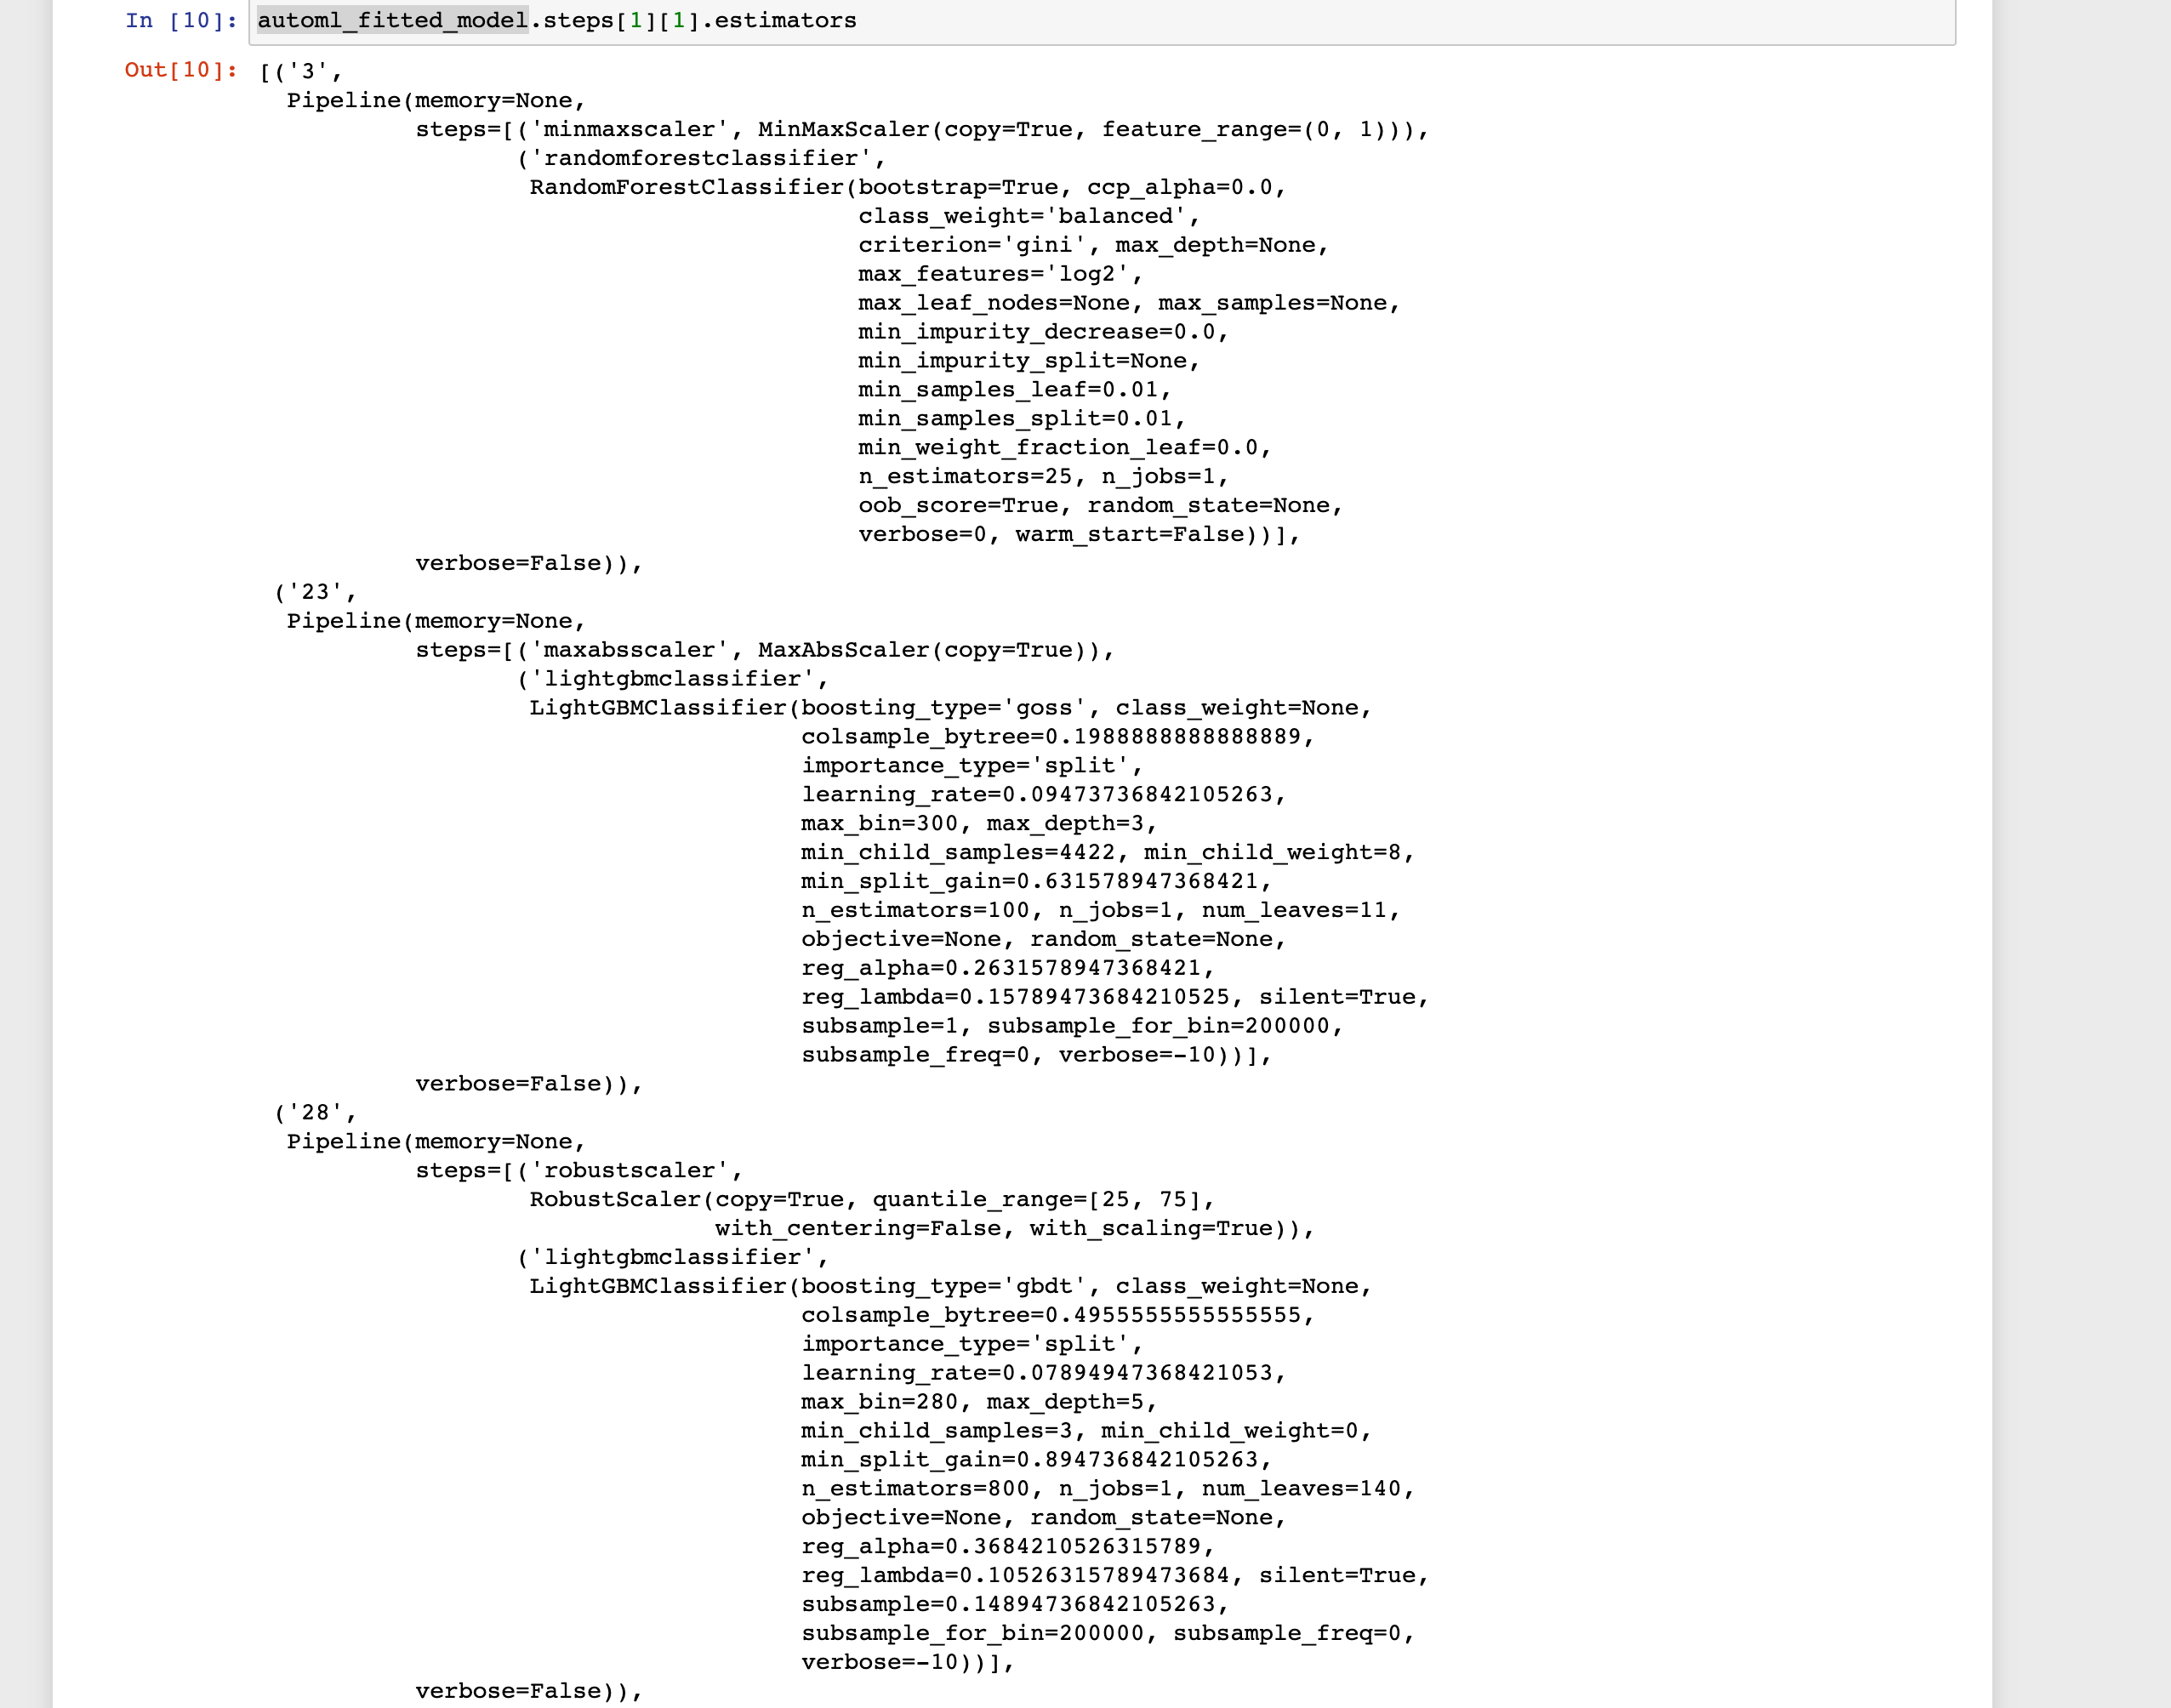 In [10]: automl_fitted_model.steps[1][1].estimators
Out[10]: [('3',
Pipeline(memory=None,
steps=[('minmaxscaler', MinMaxScaler(copy=True, feature_range=(0, 1))),
('randomforestclassifier',
RandomForestClassifier(bootstrap=True, ccp_alpha=0.0,
class_weight='balanced',
criterion='gini', max_depth=None,
max_features='log2',
max_leaf_nodes=None, max_samples=None,
min_impurity_decrease=0.0,
min_impurity_split=None,
min_samples_leaf=0.01,
min_samples_split=0.01,
min_weight_fraction_leaf=0.0,
n_estimators=25, n_jobs=1,
oob_score=True, random_state=None,
verbose=0, warm_start=False))],
verbose=False)),
('23',
Pipeline(memory=None,
steps=[('maxabsscaler', MaxAbsScaler(copy=True)),
('lightgbmclassifier',
LightGBMClassifier(boosting_type='goss', class_weight=None,
colsample_bytree=0.1988888888888889,
importance_type='split',
learning_rate=0.09473736842105263,
max_bin=300, max_depth=3,
min_child_samples=4422, min_child_weight=8,
min_split_gain=0.631578947368421,
n_estimators=100, n_jobs=1, num_leaves=11,
objective=None, random_state=None,
reg_alpha=0.2631578947368421,
reg_lambda=0.15789473684210525, silent=True,
subsample=1, subsample_for_bin=200000,
subsample_freq=0, verbose=-10))],
verbose=False)),
('28',
Pipeline(memory=None,
steps=[('robustscaler',
RobustScaler(copy=True, quantile_range=[25, 75],
with_centering=False, with_scaling=True)),
('lightgbmclassifier',
LightGBMClassifier(boosting_type='gbdt', class_weight=None,
colsample_bytree=0.4955555555555555,
importance_type='split',
learning_rate=0.07894947368421053,
max_bin=280, max_depth=5,
min_child_samples=3, min_child_weight=0,
min_split_gain=0.894736842105263,
n_estimators=800, n_jobs=1, num_leaves=140,
objective=None, random_state=None,
reg_alpha=0.3684210526315789,
reg_lambda=0.10526315789473684, silent=True,
subsample=0.14894736842105263,
subsample_for_bin=200000, subsample_freq=0,
verbose=-10))],
verbose=False)),